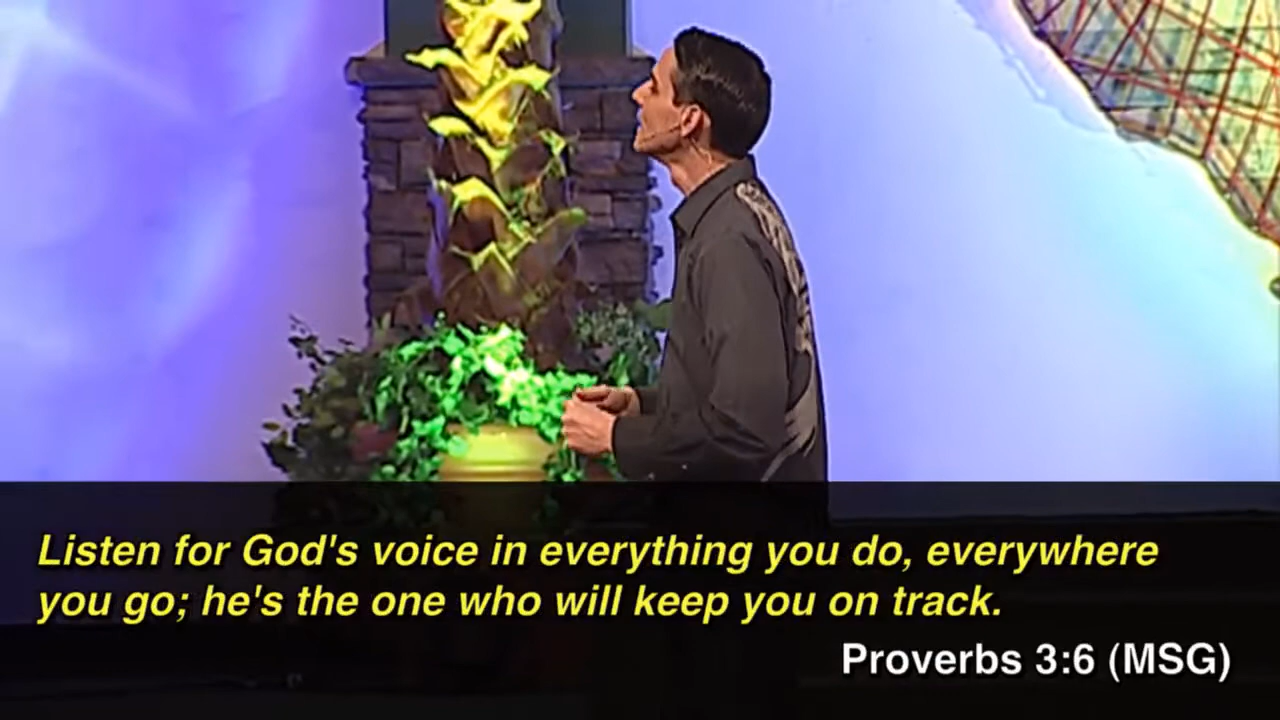 Listen for God's voice in everything you do, everywhere
you go; he's the one who will keep you on track.
Proverbs 3:6 (MSG)